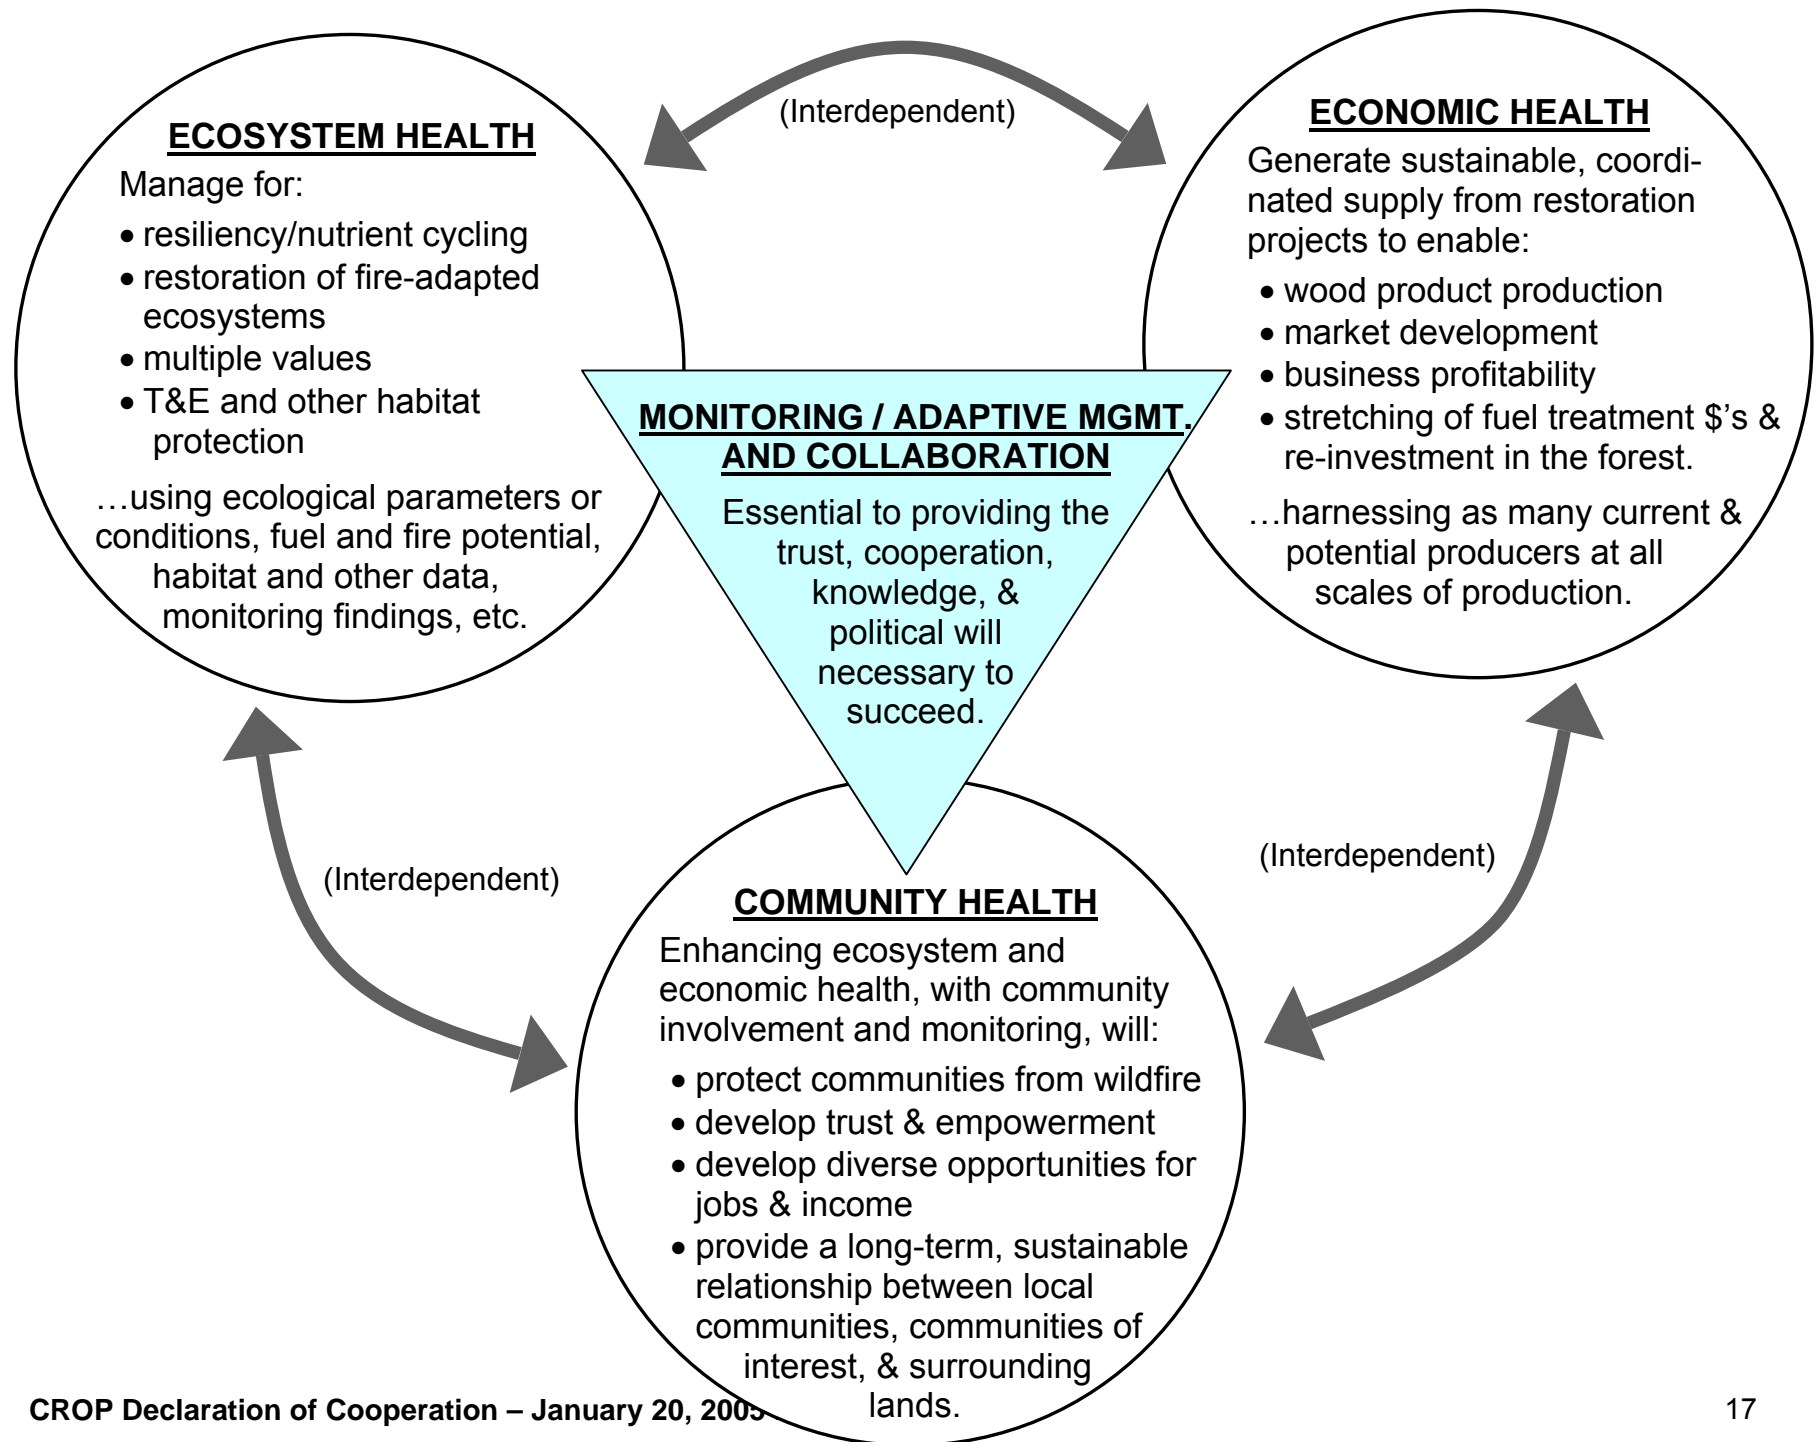 (Interdependent)
ECOSYSTEM HEALTH
Manage for:
• resiliency/nutrient cycling
• restoration of fire-adapted
ecosystems
• multiple values
• T&E and other habitat
protection
…using ecological parameters or
conditions, fuel and fire potential,
habitat and other data,
monitoring findings, etc.
ECONOMIC HEALTH
Generate sustainable, coordi-
nated supply from restoration
projects to enable:
• wood product production
• market development
• business profitability
• stretching of fuel treatment $’s &
re-investment in the forest.
…harnessing as many current &
potential producers at all
scales of production.
MONITORING / ADAPTIVE MGMT.
AND COLLABORATION
Essential to providing the
trust, cooperation,
knowledge, &
political will
necessary to
succeed.
(Interdependent)
(Interdependent)
COMMUNITY HEALTH
Enhancing ecosystem and
economic health, with community
involvement and monitoring, will:
• protect communities from wildfire
• develop trust & empowerment
• develop diverse opportunities for
jobs & income
• provide a long-term, sustainable
relationship between local
communities, communities of
interest, & surrounding
lands.
CROP Declaration of Cooperation – January 20, 2005
17